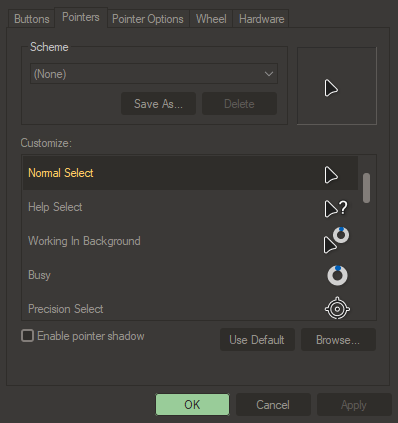 Buttons Pointers Pointer Options Wheel Hardware
Scheme
(None)
Save As... Delete
Customize:
Normal Select
Help Select
?
Working In Background
Busy
Precision Select
Enable pointer shadow
Use Default Browse...
OK Cancel Apply